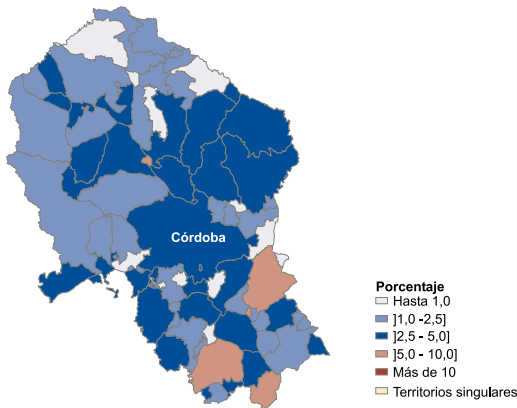 Córdoba
Porcentaje
Hasta 1,0
]1,0 -2,5]
]2,5 - 5,0]
]5,0 - 10,0]
Más de 10
Territorios singulares